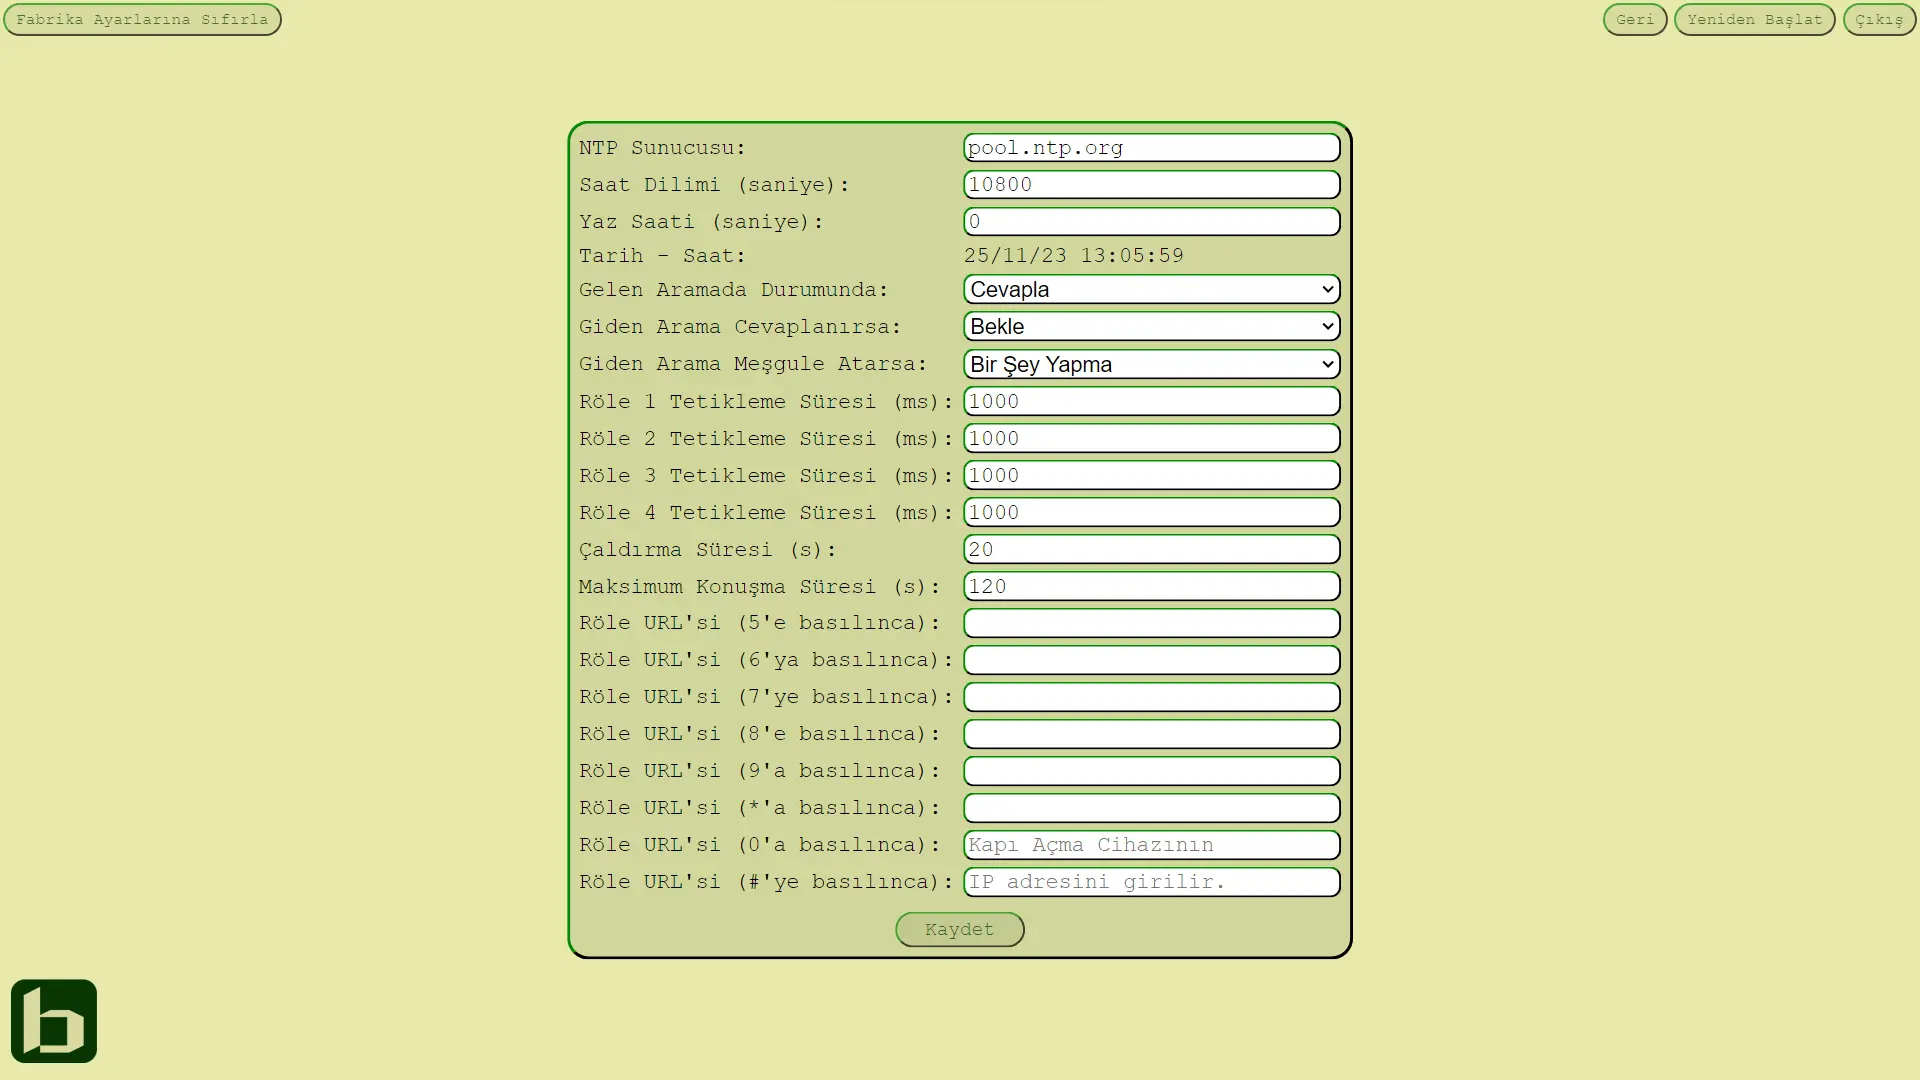 Fabrika Ayarlarına Sıfırla
Geri
Yeniden Başlat
Çıkış
NTP Sunucusu: pool.ntp.org
Saat Dilimi (saniye): 10800
Yaz Saati (saniye): 0
Tarih - Saat: 25/11/23 13:05:59
Gelen Aramada Durumunda: Cevapla
Giden Arama Cevaplanırsa: Bekle
Giden Arama Meşgule Atarsa: Bir Şey Yapma
Röle 1 Tetikleme Süresi (ms): 1000
Röle 2 Tetikleme Süresi (ms): 1000
Röle 3 Tetikleme Süresi (ms): 1000
Röle 4 Tetikleme Süresi (ms): 1000
Çaldırma Süresi (s): 20
Maksimum Konuşma Süresi (s): 120
Röle URL'si (5'e basılınca):
Röle URL'si (6'ya basılınca):
Röle URL'si (7'ye basılınca):
Röle URL'si (8'e basılınca):
Röle URL'si (9'a basılınca):
Röle URL'si (*'a basılınca):
Röle URL'si (0'a basılınca): Kapı Açma Cihazının
Röle URL'si (#'ye basılınca): IP adresini girilir.
Kaydet
b